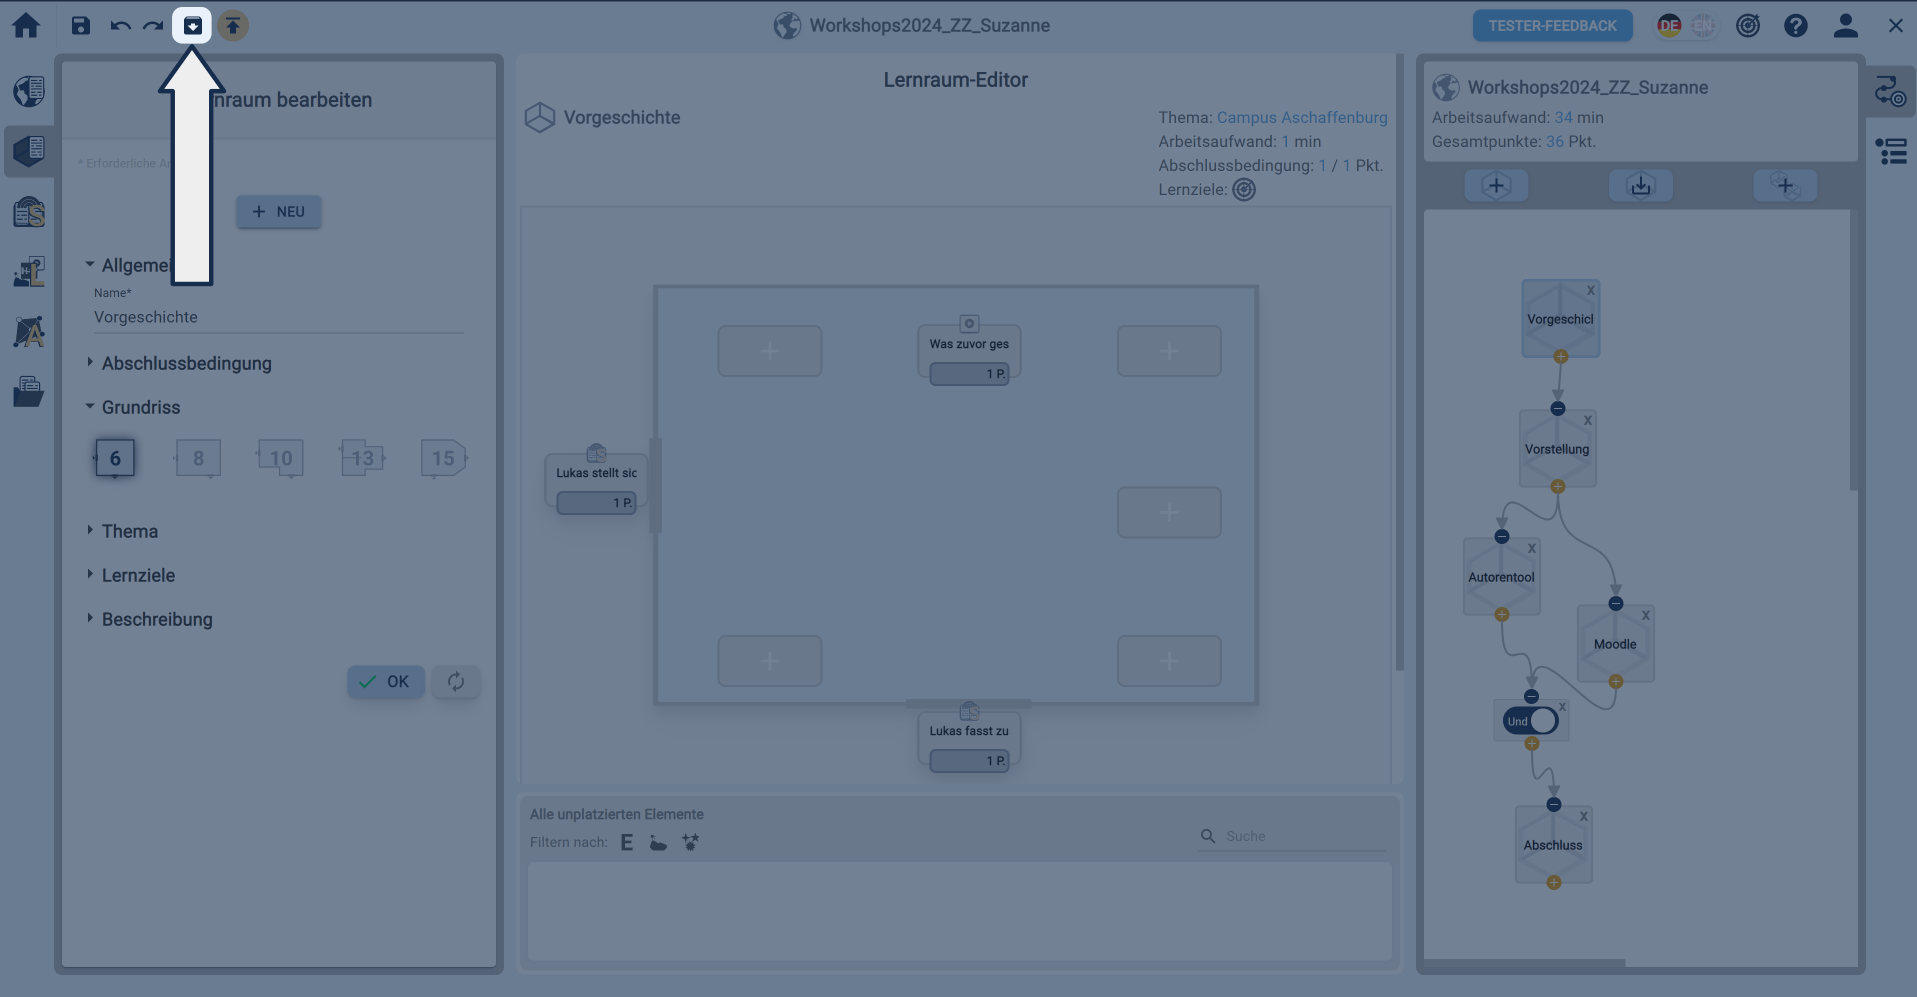 Workshops2024_ZZ_Suzanne
TESTER-FEEDBACK
DE
EN
nraum bearbeiten
* Erforderliche A
+ NEU
Allgemei
Name*
Vorgeschichte
Abschlussbedingung
Grundriss
6
8
10
13
15
Thema
Lernziele
Beschreibung
OK
Lernraum-Editor
Vorgeschichte
Thema: Campus Aschaffenburg
Arbeitsaufwand: 1 min
Abschlussbedingung: 1 / 1 Pkt.
Lernziele:
Was zuvor ges
1 P.
Lukas stellt sic
1 P.
Lukas fasst zu
1 P.
Alle unplatzierten Elemente
Filtern nach: E
Suche
Workshops2024_ZZ_Suzanne
Arbeitsaufwand: 34 min
Gesamtpunkte: 36 Pkt.
X
Vorgeschicl
X
Vorstellung
X
Autorentool
X
Moodle
X
Und
X
Abschluss